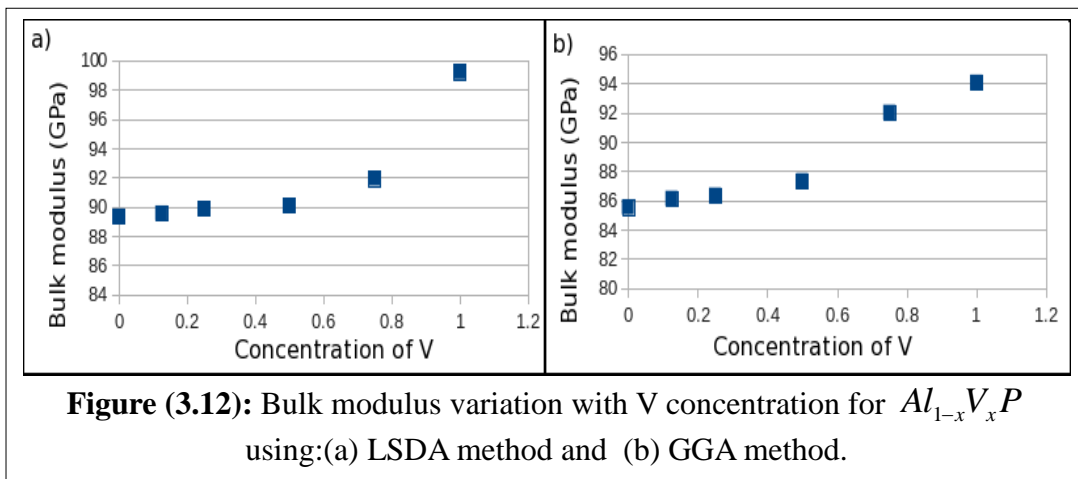 a)
Bulk modulus (GPa)
100
98
96
94
92
90
88
86
84
0 0.2 0.4 0.6 0.8 1 1.2
Concentration of V
b)
Bulk modulus (GPa)
96
94
92
90
88
86
84
82
80
0 0.2 0.4 0.6 0.8 1 1.2
Concentration of V
Figure (3.12): Bulk modulus variation with V concentration for Al₁₋ₓVₓP
using:(a) LSDA method and (b) GGA method.